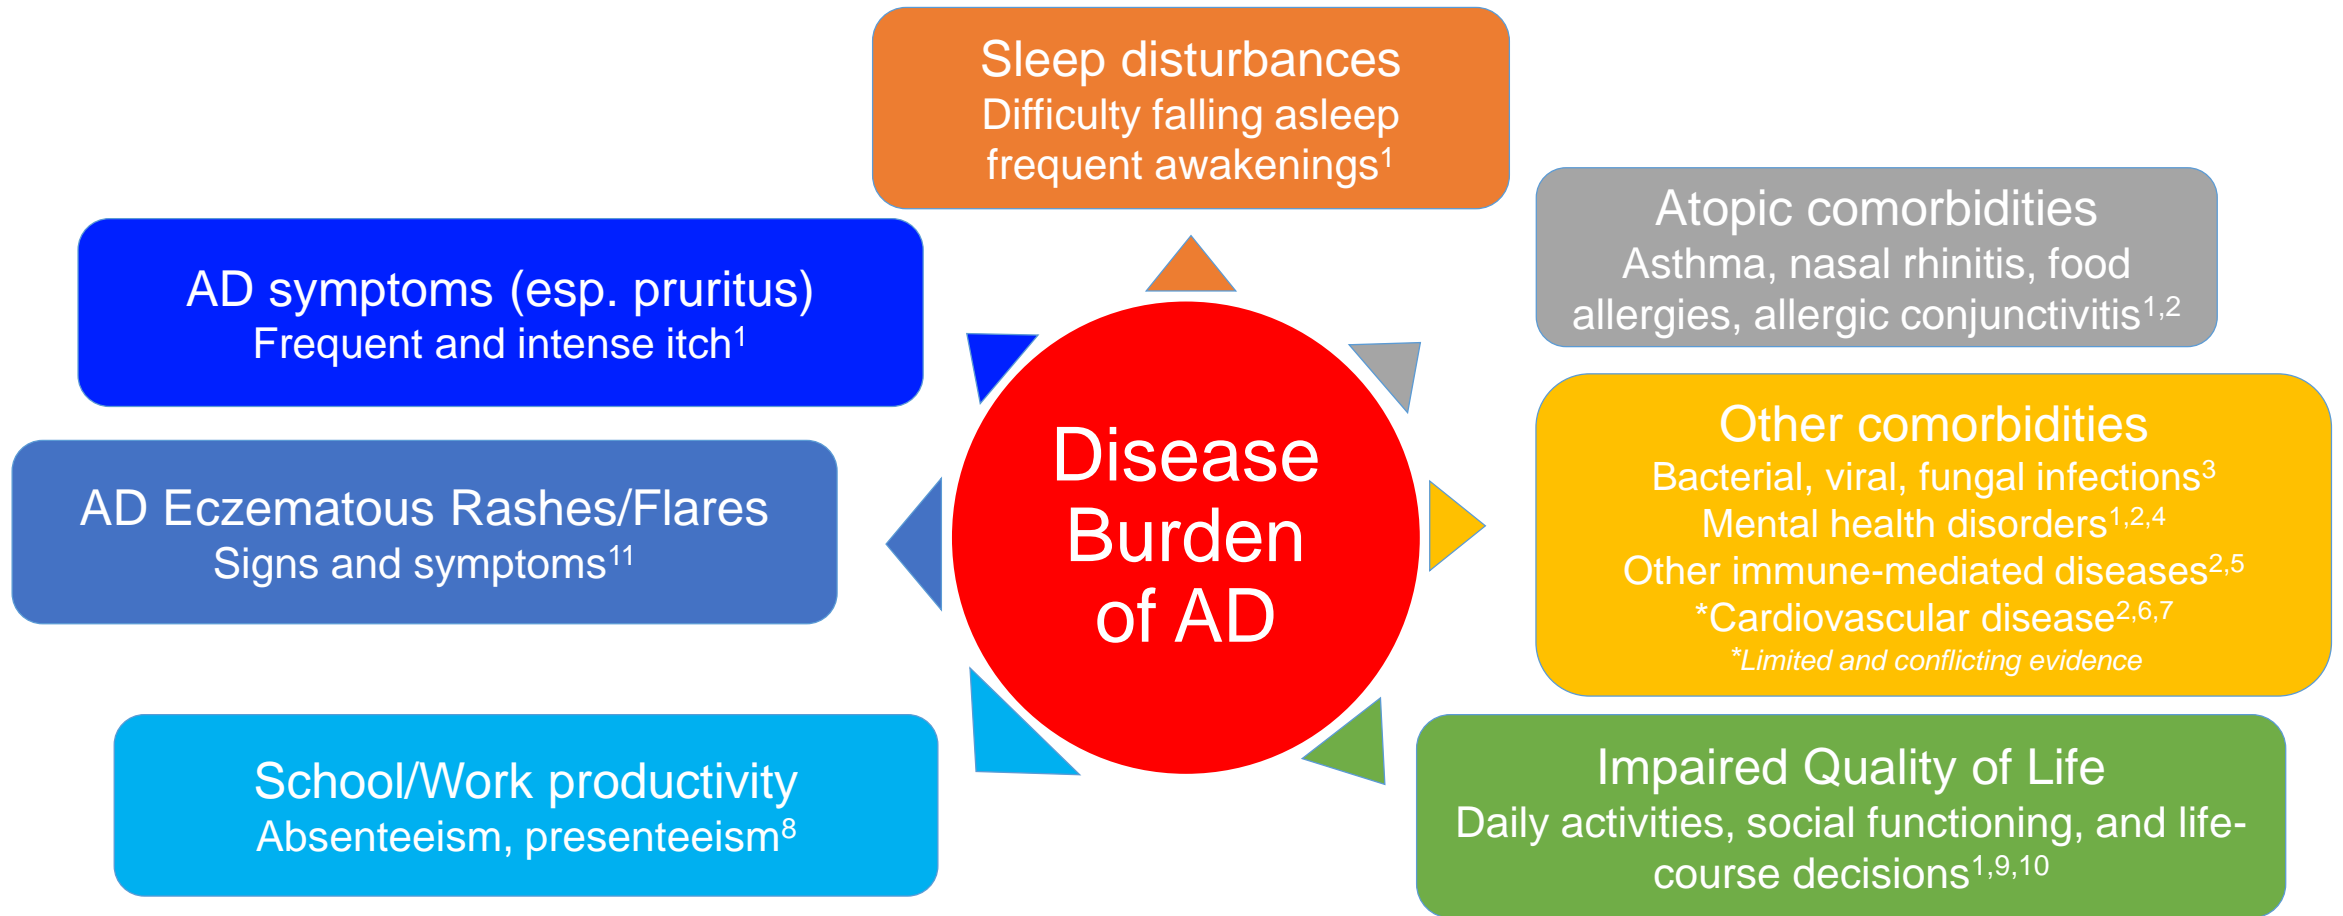 Sleep disturbances
Difficulty falling asleep
frequent awakenings¹
AD symptoms (esp. pruritus)
Frequent and intense itch¹
Atopic comorbidities
Asthma, nasal rhinitis, food
allergies, allergic conjunctivitis¹,²
Disease
Burden
of AD
AD Eczematous Rashes/Flares
Signs and symptoms¹¹
Other comorbidities
Bacterial, viral, fungal infections³
Mental health disorders¹,²,⁴
Other immune-mediated diseases²,⁵
*Cardiovascular disease²,⁶,⁷
*Limited and conflicting evidence
School/Work productivity
Absenteeism, presenteeism⁸
Impaired Quality of Life
Daily activities, social functioning, and life-
course decisions¹,⁹,¹⁰